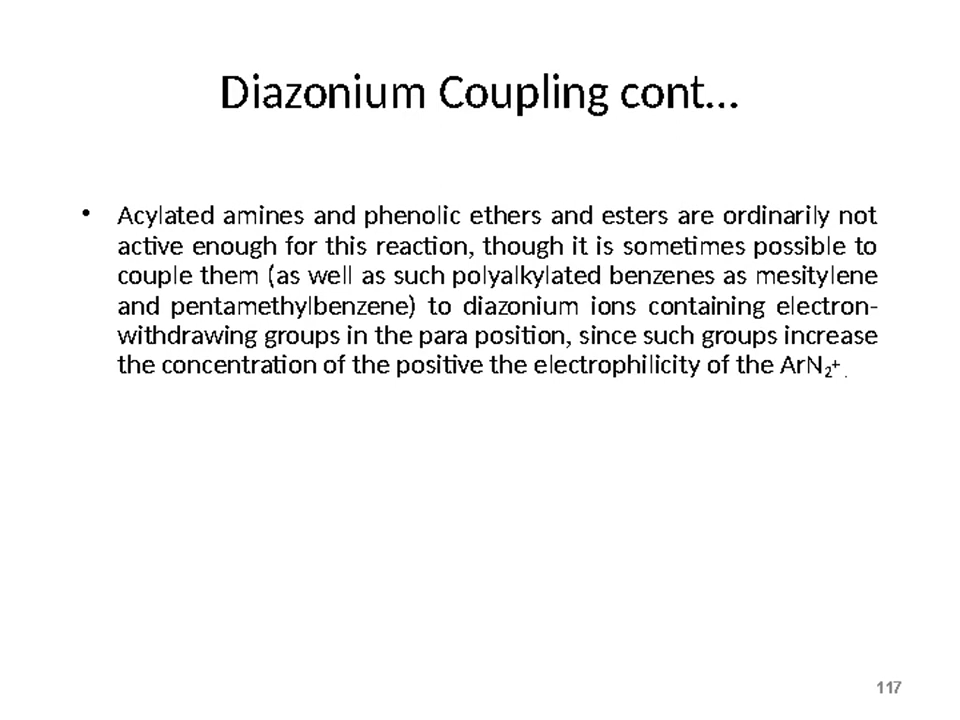 Diazonium Coupling cont...
• Acylated amines and phenolic ethers and esters are ordinarily not
active enough for this reaction, though it is sometimes possible to
couple them (as well as such polyalkylated benzenes as mesitylene
and pentamethylbenzene) to diazonium ions containing electron-
withdrawing groups in the para position, since such groups increase
the concentration of the positive the electrophilicity of the ArN₂⁺ .
117